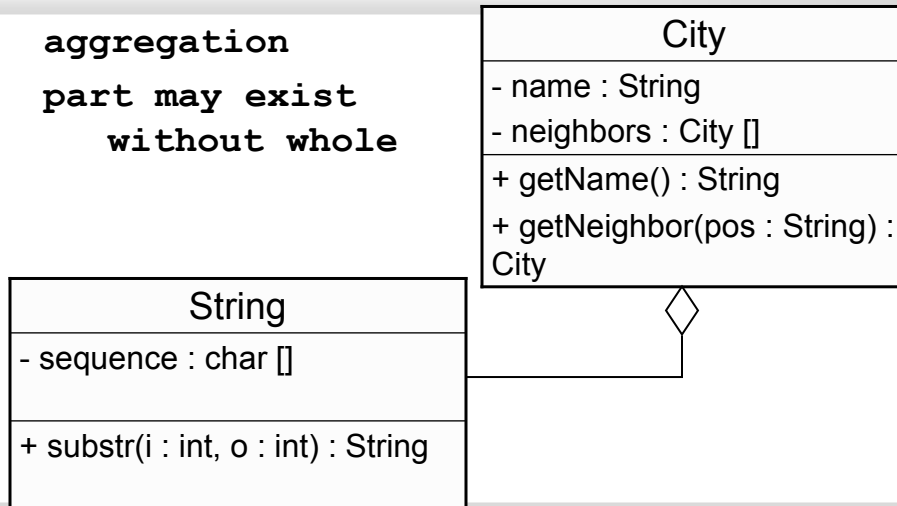 aggregation
part may exist
without whole
City
- name : String
- neighbors : City []
+ getName() : String
+ getNeighbor(pos : String) :
City
String
- sequence : char []
+ substr(i : int, o : int) : String